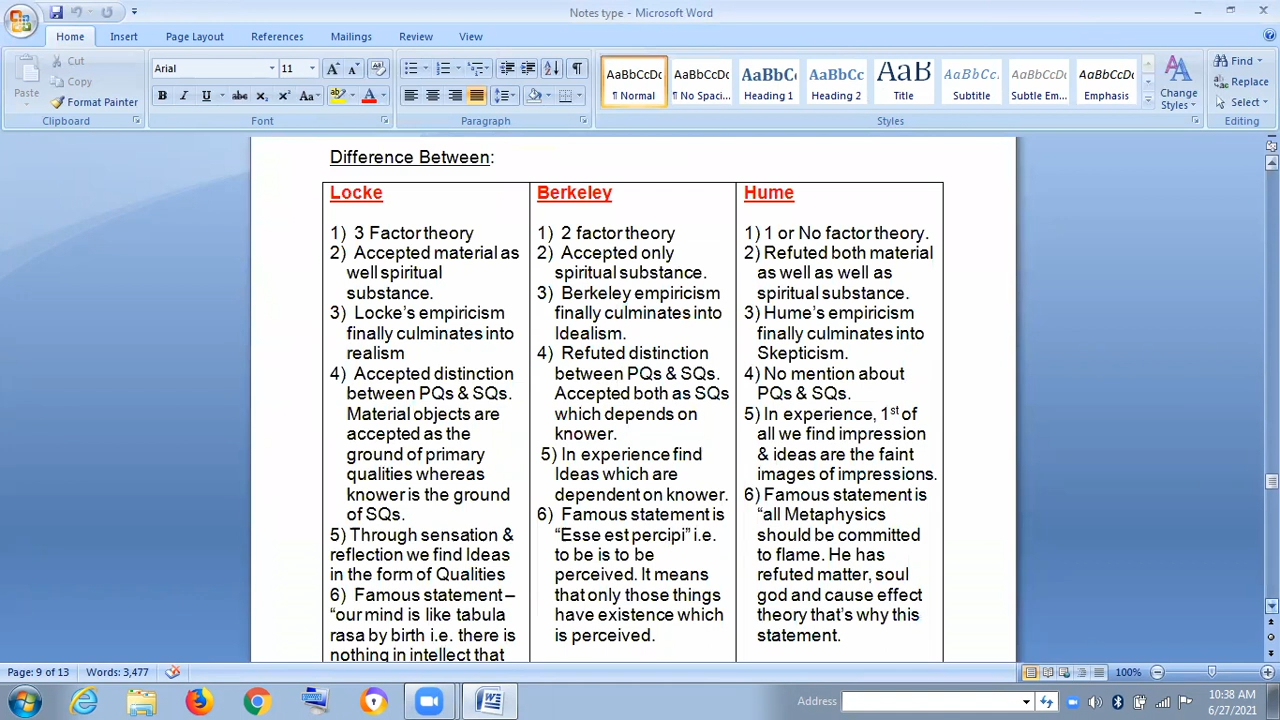 Notes type - Microsoft Word
Home Insert Page Layout References Mailings Review View
Paste
Cut
Copy
Format Painter
Clipboard
Arial 11
Font
Paragraph
AaBbCcDc AaBbCcDc AaBbC AaBbCc AaB AaBbCc. AaBbCcDc AaBbCcDc
¶ Normal ¶ No Spaci... Heading 1 Heading 2 Title Subtitle Subtle Em... Emphasis
Change
Styles
Styles
Find
Replace
Select
Editing
Difference Between:
Locke
1) 3 Factor theory
2) Accepted material as
well spiritual
substance.
3) Locke's empiricism
finally culminates into
realism
4) Accepted distinction
between PQs & SQs.
Material objects are
accepted as the
ground of primary
qualities whereas
knower is the ground
of SQs.
5) Through sensation &
reflection we find Ideas
in the form of Qualities
6) Famous statement –
“our mind is like tabula
rasa by birth i.e. there is
nothing in intellect that
Berkeley
1) 2 factor theory
2) Accepted only
spiritual substance.
3) Berkeley empiricism
finally culminates into
Idealism.
4) Refuted distinction
between PQs & SQs.
Accepted both as SQs
which depends on
knower.
5) In experience find
Ideas which are
dependent on knower.
6) Famous statement is
“Esse est percipi” i.e.
to be is to be
perceived. It means
that only those things
have existence which
is perceived.
Hume
1) 1 or No factor theory.
2) Refuted both material
as well as well as
spiritual substance.
3) Hume's empiricism
finally culminates into
Skepticism.
4) No mention about
PQs & SQs.
5) In experience, 1st of
all we find impression
& ideas are the faint
images of impressions.
6) Famous statement is
“all Metaphysics
should be committed
to flame. He has
refuted matter, soul
god and cause effect
theory that's why this
statement.
Page: 9 of 13 Words: 3,477 100%
Address
10:38 AM
6/27/2021